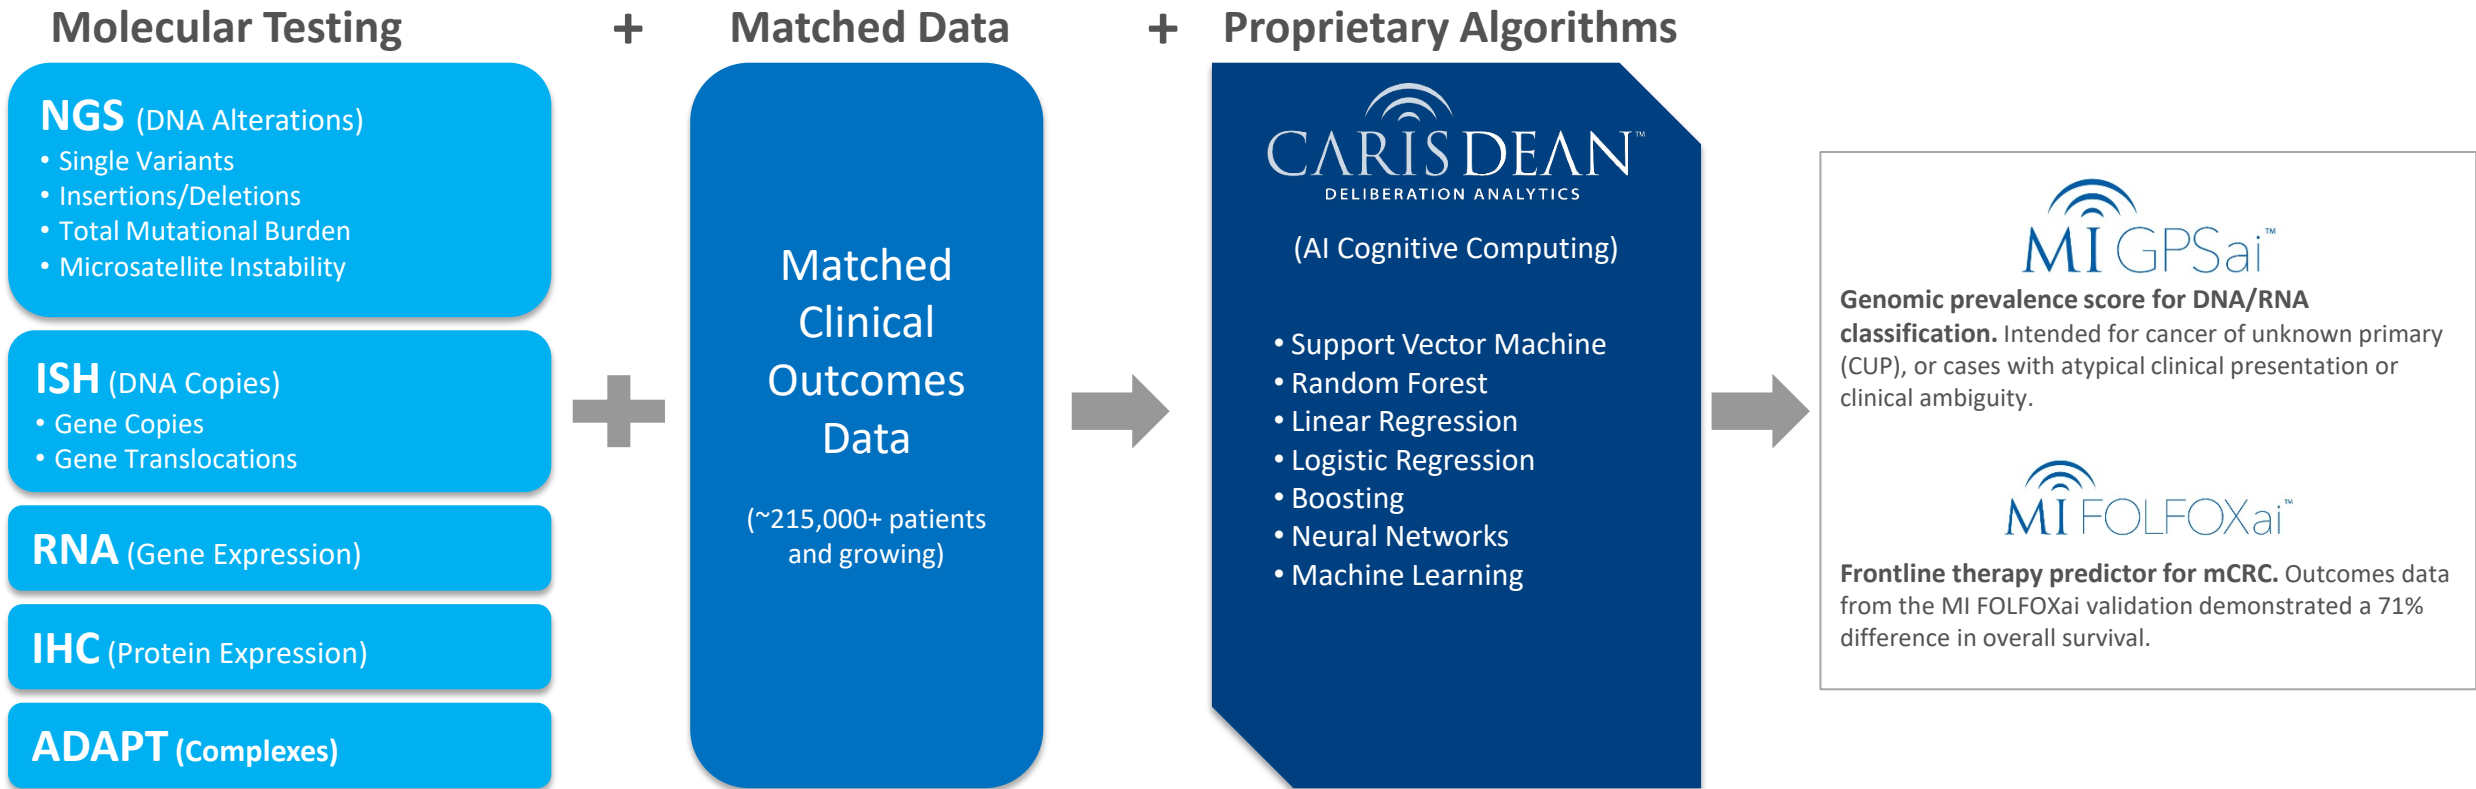 Molecular Testing + Matched Data + Proprietary Algorithms
NGS (DNA Alterations)
• Single Variants
• Insertions/Deletions
• Total Mutational Burden
• Microsatellite Instability
ISH (DNA Copies)
• Gene Copies
• Gene Translocations
RNA (Gene Expression)
IHC (Protein Expression)
ADAPT (Complexes)
Matched
Clinical
Outcomes
Data
(~215,000+ patients
and growing)
CARIS DEAN™
DELIBERATION ANALYTICS
(AI Cognitive Computing)
• Support Vector Machine
• Random Forest
• Linear Regression
• Logistic Regression
• Boosting
• Neural Networks
• Machine Learning
MI GPSai™
Genomic prevalence score for DNA/RNA
classification. Intended for cancer of unknown primary
(CUP), or cases with atypical clinical presentation or
clinical ambiguity.
MI FOLFOXai™
Frontline therapy predictor for mCRC. Outcomes data
from the MI FOLFOXai validation demonstrated a 71%
difference in overall survival.